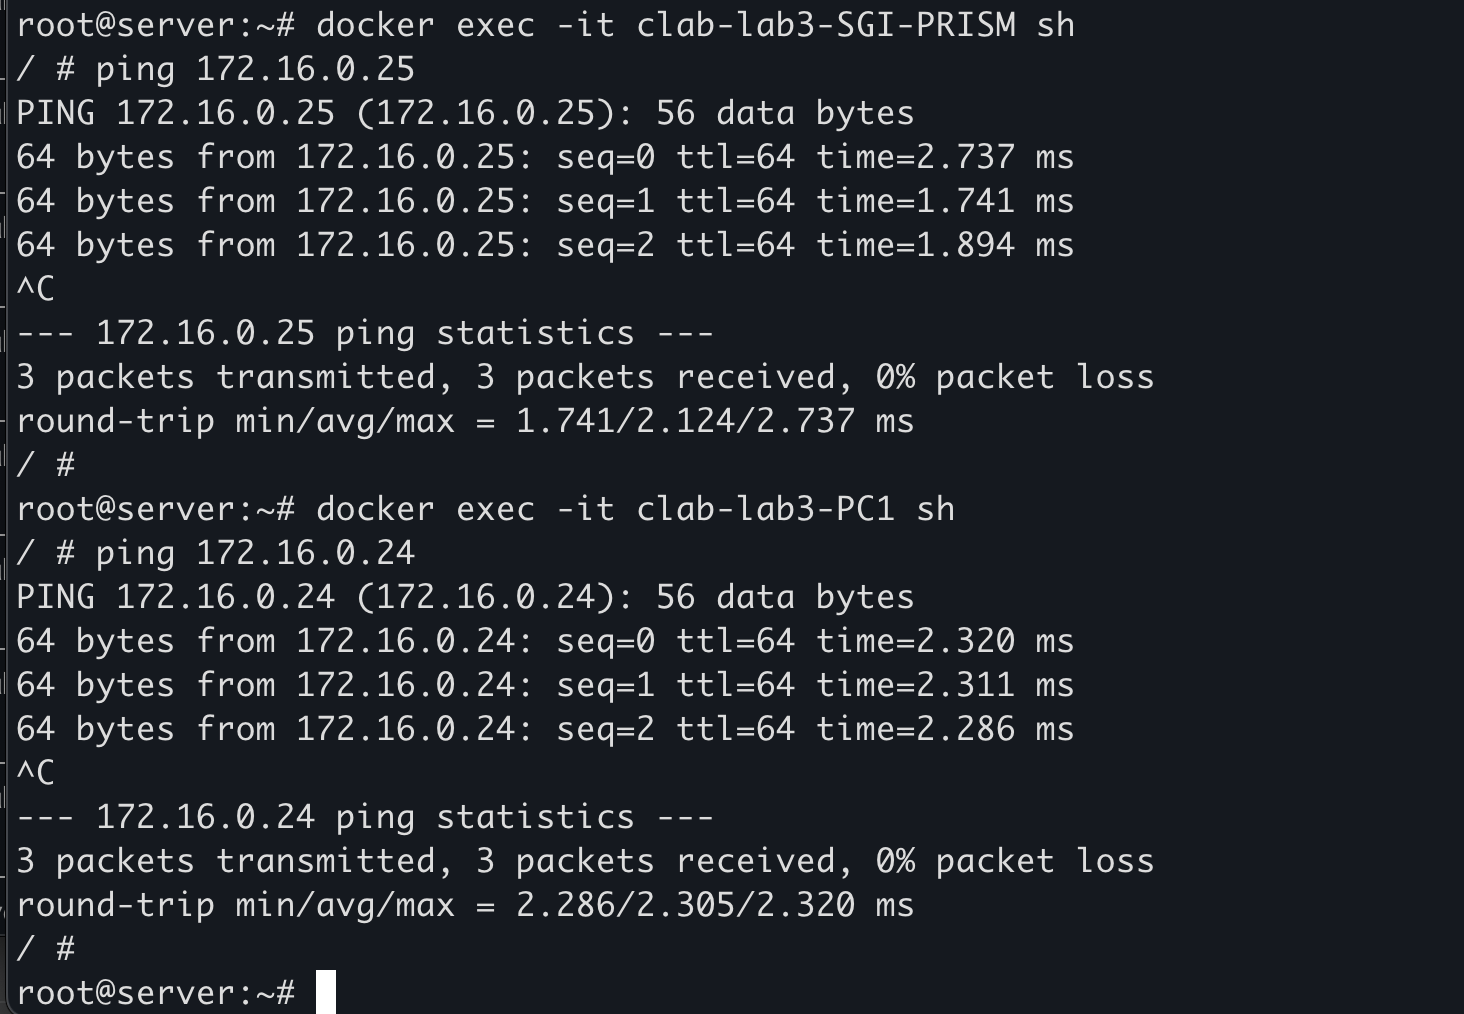 root@server:~# docker exec -it clab-lab3-SGI-PRISM sh
/ # ping 172.16.0.25
PING 172.16.0.25 (172.16.0.25): 56 data bytes
64 bytes from 172.16.0.25: seq=0 ttl=64 time=2.737 ms
64 bytes from 172.16.0.25: seq=1 ttl=64 time=1.741 ms
64 bytes from 172.16.0.25: seq=2 ttl=64 time=1.894 ms
^C
--- 172.16.0.25 ping statistics ---
3 packets transmitted, 3 packets received, 0% packet loss
round-trip min/avg/max = 1.741/2.124/2.737 ms
/ #
root@server:~# docker exec -it clab-lab3-PC1 sh
/ # ping 172.16.0.24
PING 172.16.0.24 (172.16.0.24): 56 data bytes
64 bytes from 172.16.0.24: seq=0 ttl=64 time=2.320 ms
64 bytes from 172.16.0.24: seq=1 ttl=64 time=2.311 ms
64 bytes from 172.16.0.24: seq=2 ttl=64 time=2.286 ms
^C
--- 172.16.0.24 ping statistics ---
3 packets transmitted, 3 packets received, 0% packet loss
round-trip min/avg/max = 2.286/2.305/2.320 ms
/ #
root@server:~#